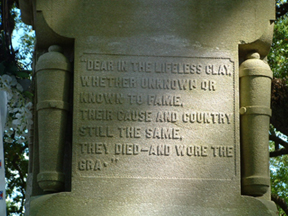 "DEAR IN THE LIFELESS CLAY,
WHETHER UNKNOWN OR
KNOWN TO FAME,
THEIR CAUSE AND COUNTRY
STILL THE SAME,
THEY DIED—AND WORE THE
GRAY."